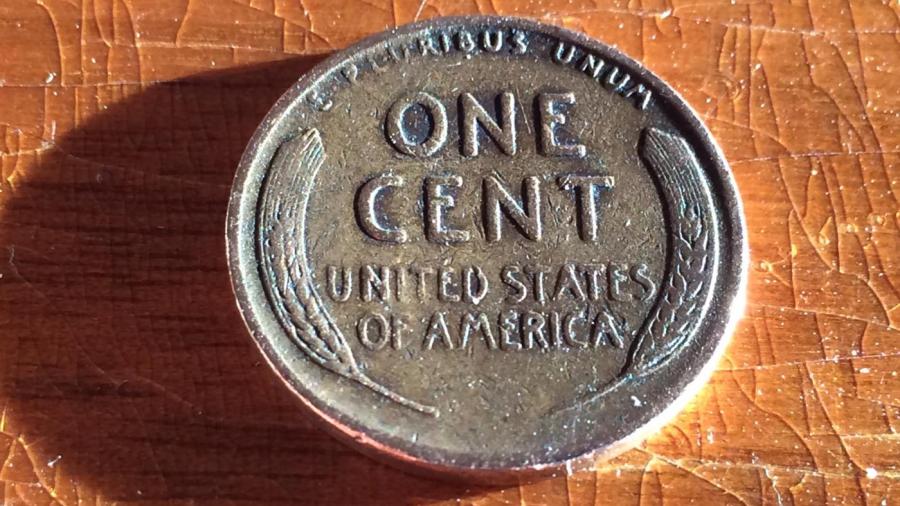 E PLURIBUS UNUM
ONE
CENT
UNITED STATES
OF AMERICA